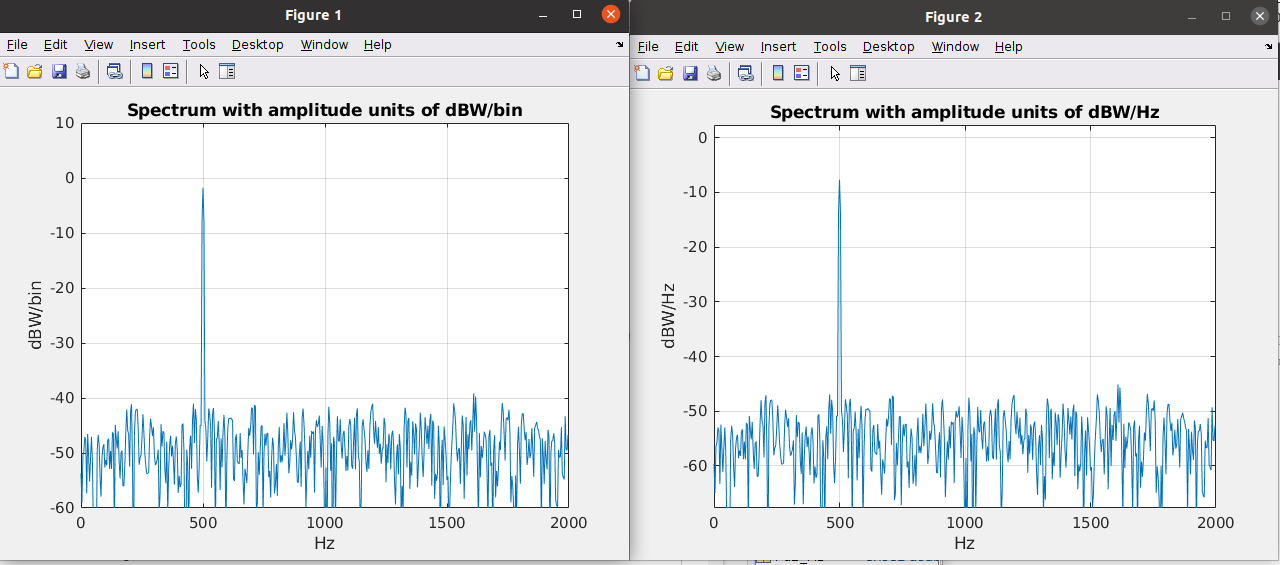 Figure 1
File Edit View Insert Tools Desktop Window Help
Spectrum with amplitude units of dBW/bin
10
0
-10
-20
-30
-40
-50
-60
dBW/bin
0 500 1000 1500 2000
Hz
Figure 2
File Edit View Insert Tools Desktop Window Help
Spectrum with amplitude units of dBW/Hz
0
-10
-20
-30
-40
-50
-60
dBW/Hz
0 500 1000 1500 2000
Hz